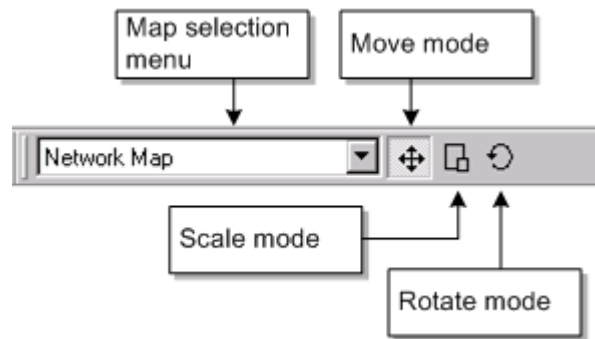 Map selection
menu
Move mode
Network Map
Scale mode
Rotate mode